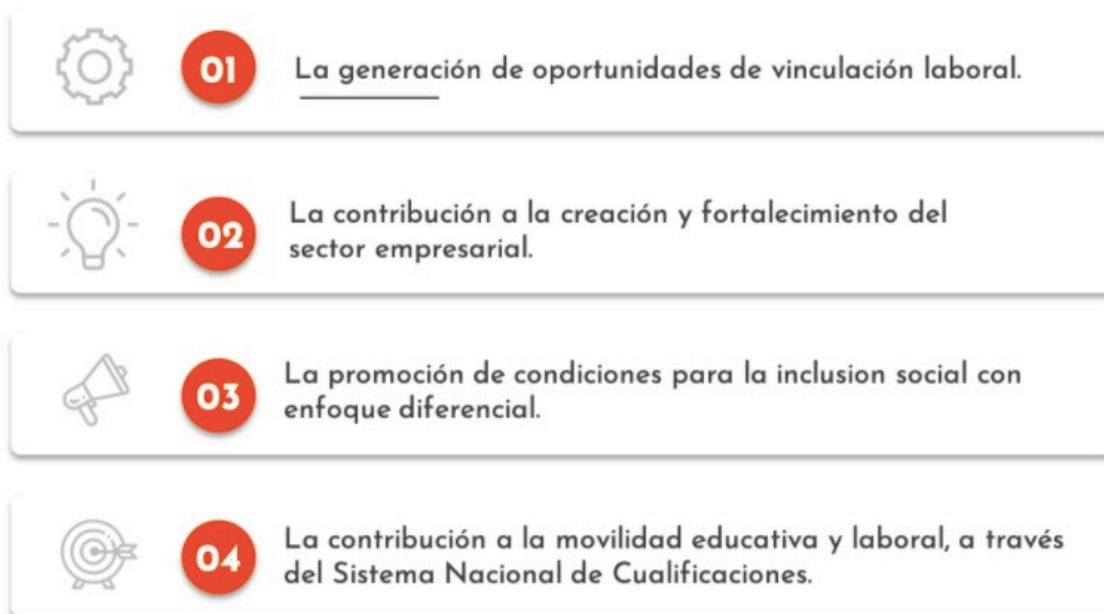 01
La generación de oportunidades de vinculación laboral.
02
La contribución a la creación y fortalecimiento del
sector empresarial.
03
La promoción de condiciones para la inclusion social con
enfoque diferencial.
04
La contribución a la movilidad educativa y laboral, a través
del Sistema Nacional de Cualificaciones.